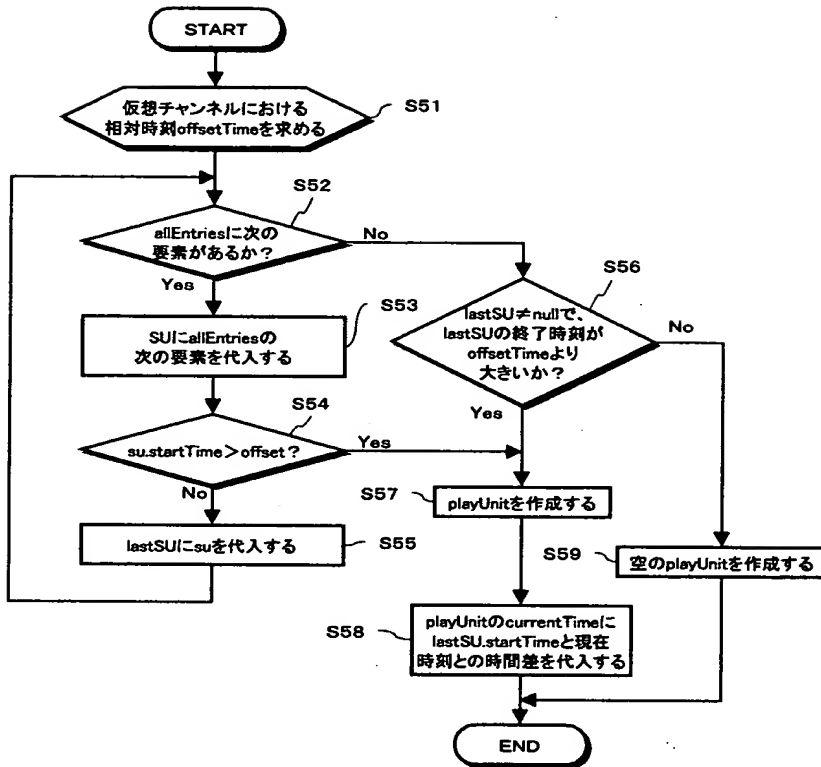 START
仮想チャンネルにおける
相対時刻offsetTimeを求める
S51
S52
allEntriesに次の
要素があるか？
No
Yes
S53
SUにallEntriesの
次の要素を代入する
S56
lastSU≠nullで、
lastSUの終了時刻が
offsetTimeより
大きいか？
No
Yes
S54
su.startTime>offset？
Yes
No
S57
playUnitを作成する
lastSUにsuを代入する
S55
S59
空のplayUnitを作成する
S58
playUnitのcurrentTimeに
lastSU.startTimeと現在
時刻との時間差を代入する
END